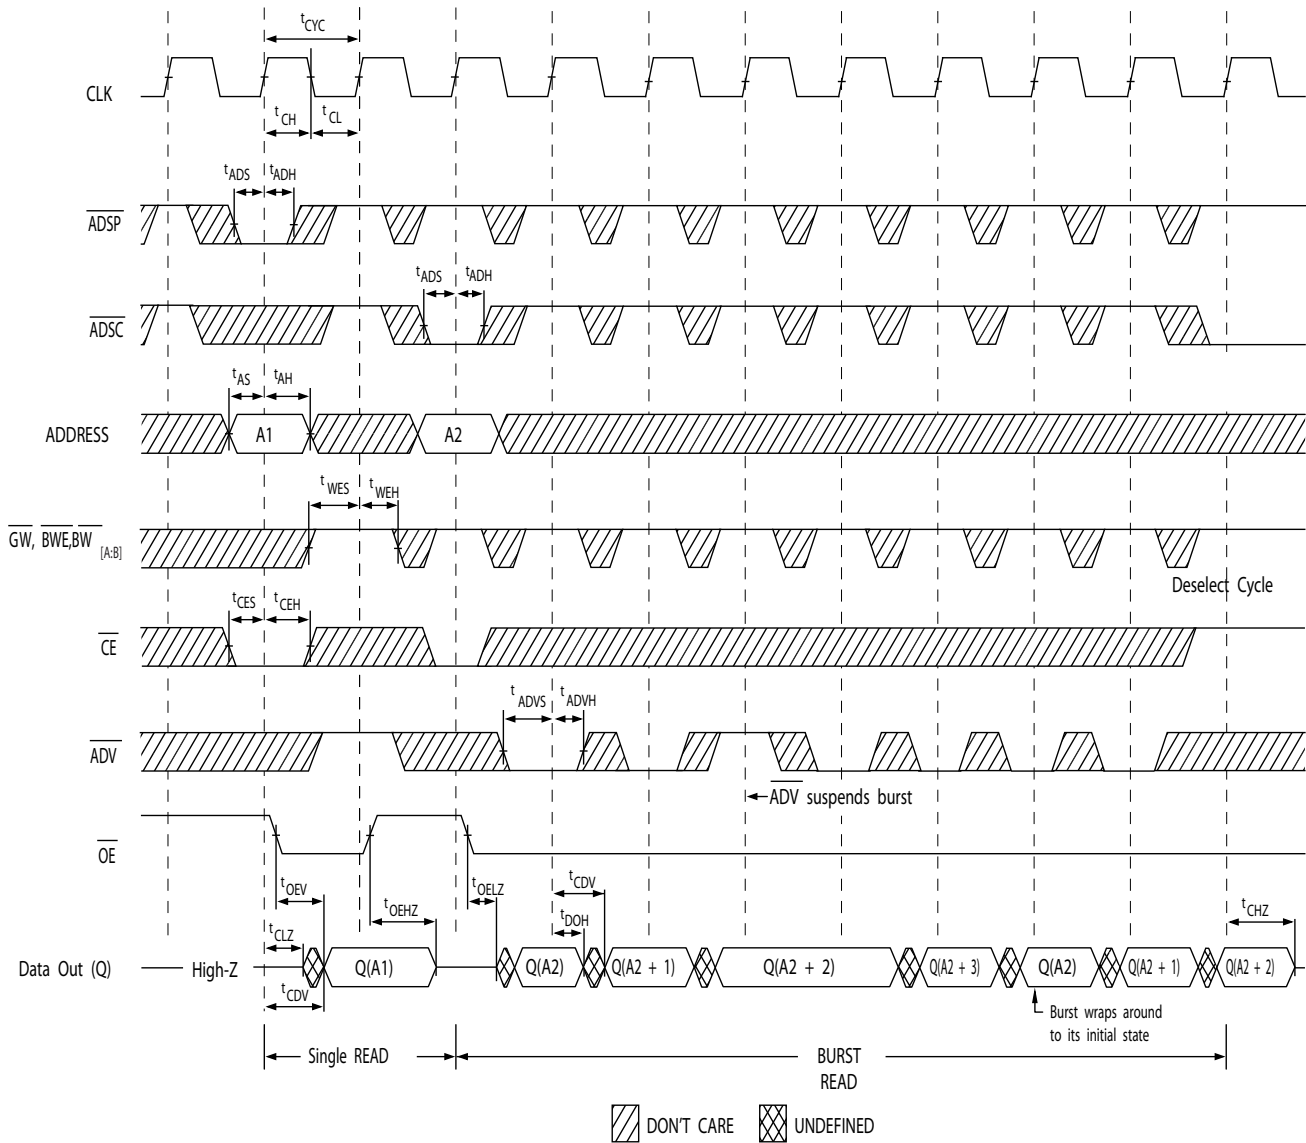 tCYC
CLK
tCH tCL
tADS tADH
ADSP
tADS tADH
ADSC
tAS tAH
ADDRESS A1 A2
tWES tWEH
GW, BWE,BW [A:B]
Deselect Cycle
tCES tCEH
CE
tADVS tADVH
ADV
ADV suspends burst
OE
tOEV tOEHZ tOELZ tCDV
tCLZ tDOH tCHZ
Data Out (Q) High-Z Q(A1) Q(A2) Q(A2 + 1) Q(A2 + 2) Q(A2 + 3) Q(A2) Q(A2 + 1) Q(A2 + 2)
tCDV
Burst wraps around
to its initial state
Single READ BURST
READ
DON'T CARE UNDEFINED